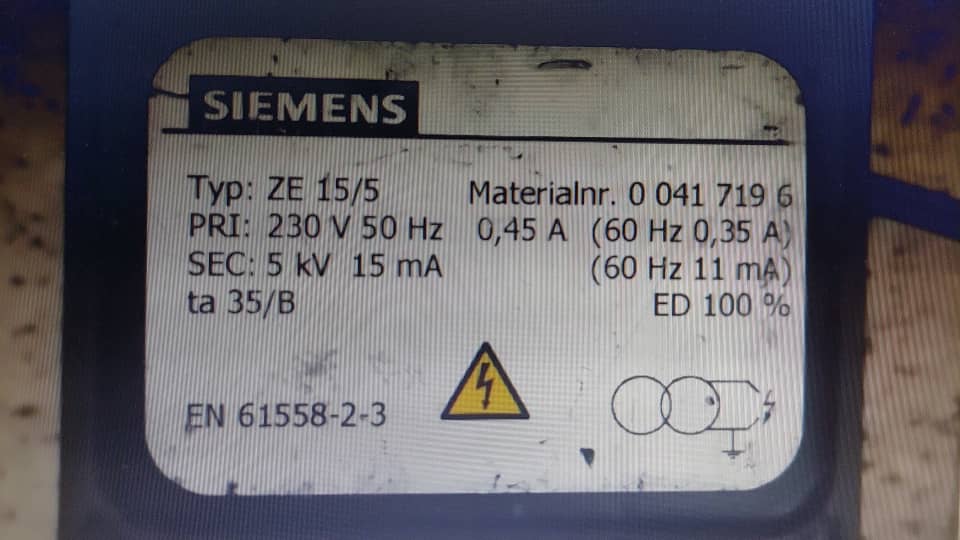 SIEMENS
Typ: ZE 15/5 Materialnr. 0 041 719 6
PRI: 230 V 50 Hz 0,45 A (60 Hz 0,35 A)
SEC: 5 kV 15 mA (60 Hz 11 mA)
ta 35/B ED 100 %
EN 61558-2-3